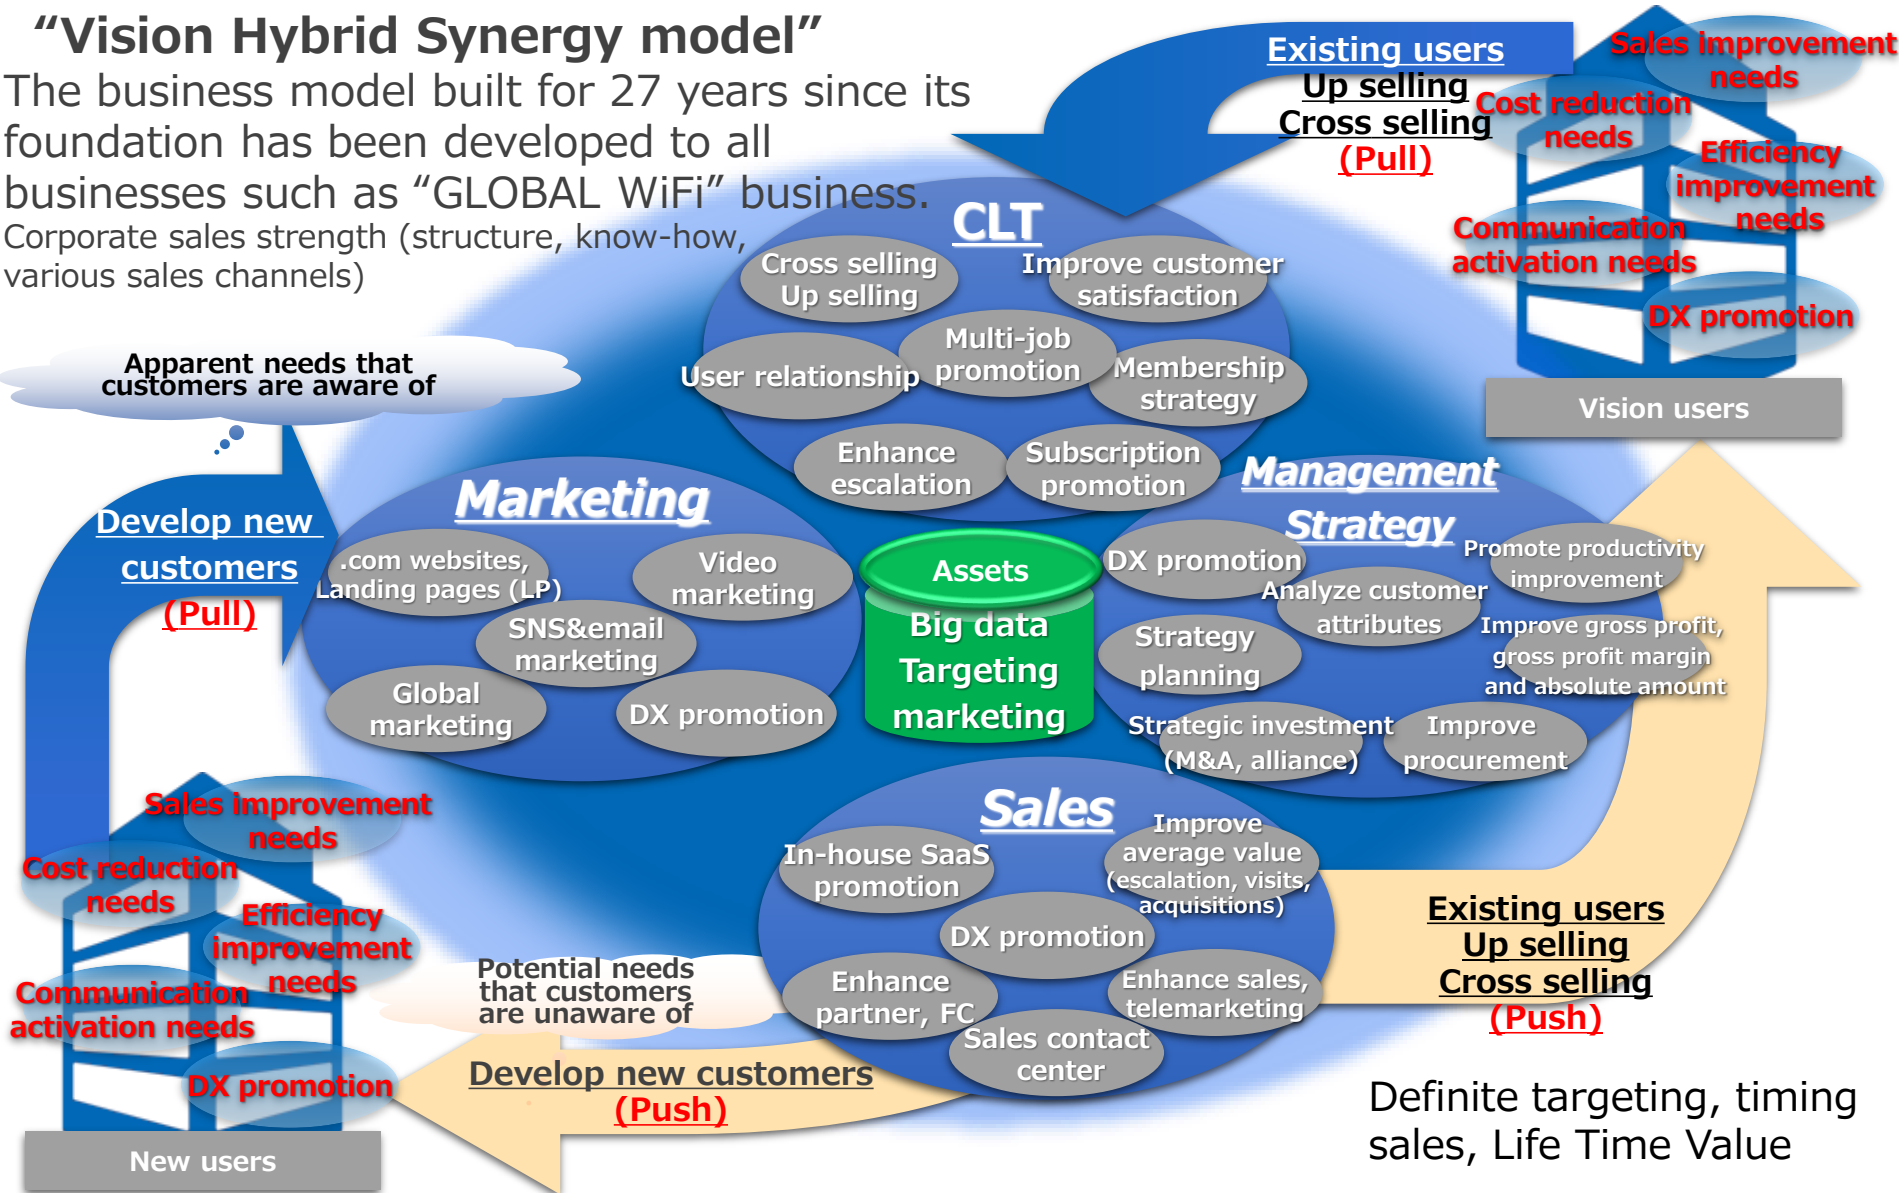 “Vision Hybrid Synergy model”
The business model built for 27 years since its
foundation has been developed to all
businesses such as “GLOBAL WiFi” business.
Corporate sales strength (structure, know-how,
various sales channels)
Existing users
Up selling
Cross selling
(Pull)
Sales improvement
needs
Cost reduction
needs
Efficiency
improvement
needs
Communication
activation needs
DX promotion
Vision users
CLT
Cross selling
Up selling
Improve customer
satisfaction
Multi-job
promotion
User relationship
Membership
strategy
Enhance
escalation
Subscription
promotion
Apparent needs that
customers are aware of
Develop new
customers
(Pull)
Marketing
.com websites,
Landing pages (LP)
Video
marketing
SNS&email
marketing
Global
marketing
DX promotion
Assets
Big data
Targeting
marketing
Management
Strategy
DX promotion
Promote productivity
improvement
Analyze customer
attributes
Strategy
planning
Improve gross profit,
gross profit margin
and absolute amount
Strategic investment
(M&A, alliance)
Improve
procurement
Sales
In-house SaaS
promotion
Improve
average value
(escalation, visits,
acquisitions)
DX promotion
Enhance
partner, FC
Enhance sales,
telemarketing
Sales contact
center
Sales improvement
needs
Cost reduction
needs
Efficiency
improvement
needs
Communication
activation needs
DX promotion
New users
Potential needs
that customers
are unaware of
Develop new customers
(Push)
Existing users
Up selling
Cross selling
(Push)
Definite targeting, timing
sales, Life Time Value